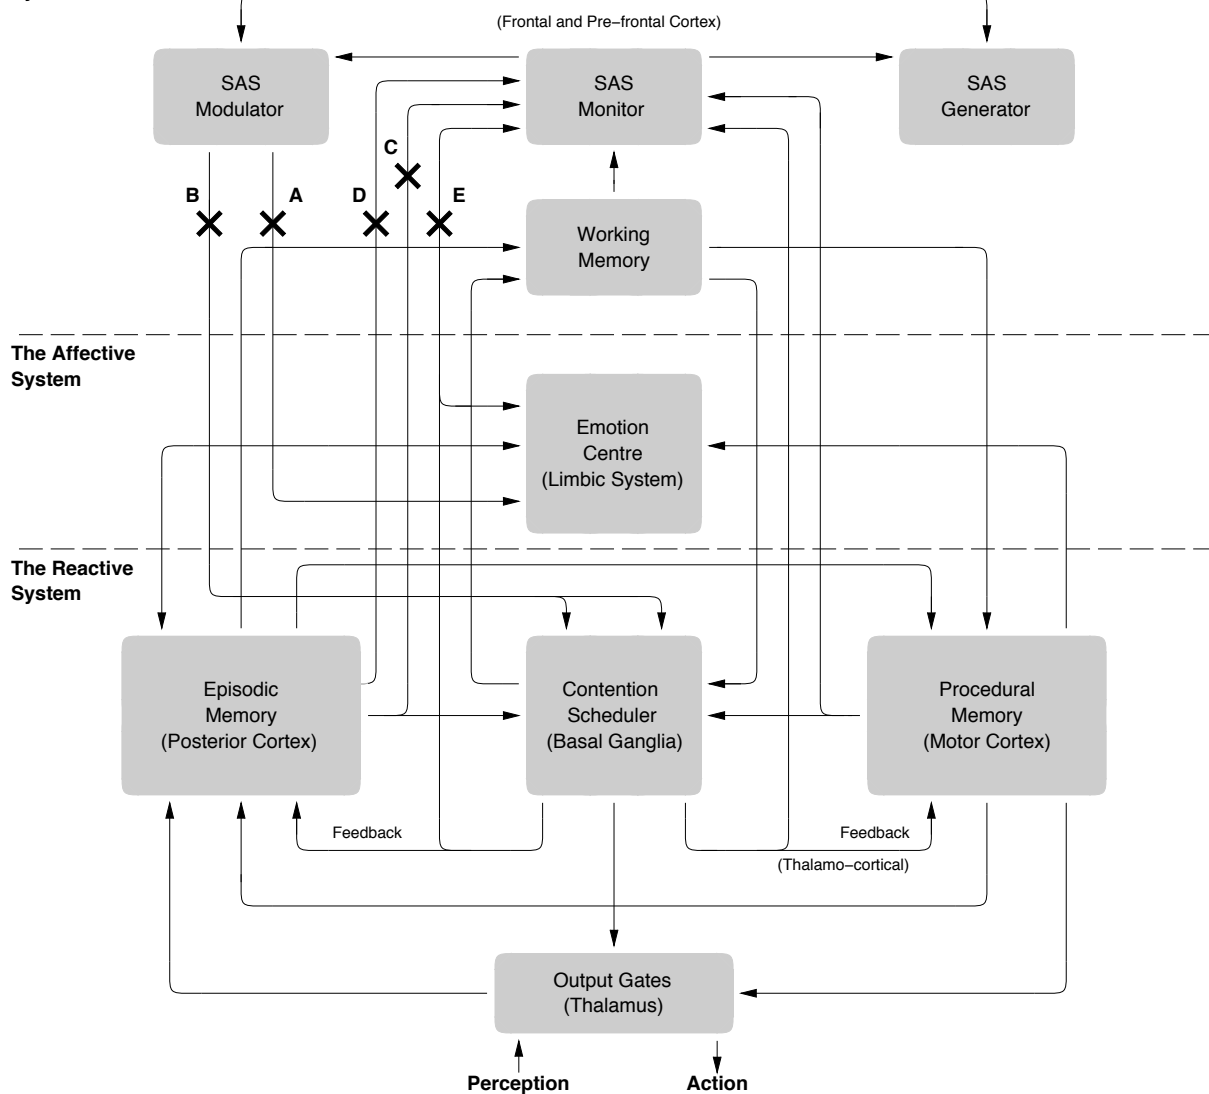 (Frontal and Pre-frontal Cortex)
SAS
Modulator
SAS
Monitor
SAS
Generator
C
B
A
D
E
Working
Memory
The Affective
System
Emotion
Centre
(Limbic System)
The Reactive
System
Episodic
Memory
(Posterior Cortex)
Contention
Scheduler
(Basal Ganglia)
Procedural
Memory
(Motor Cortex)
Feedback
Feedback
(Thalamo-cortical)
Output Gates
(Thalamus)
Perception
Action